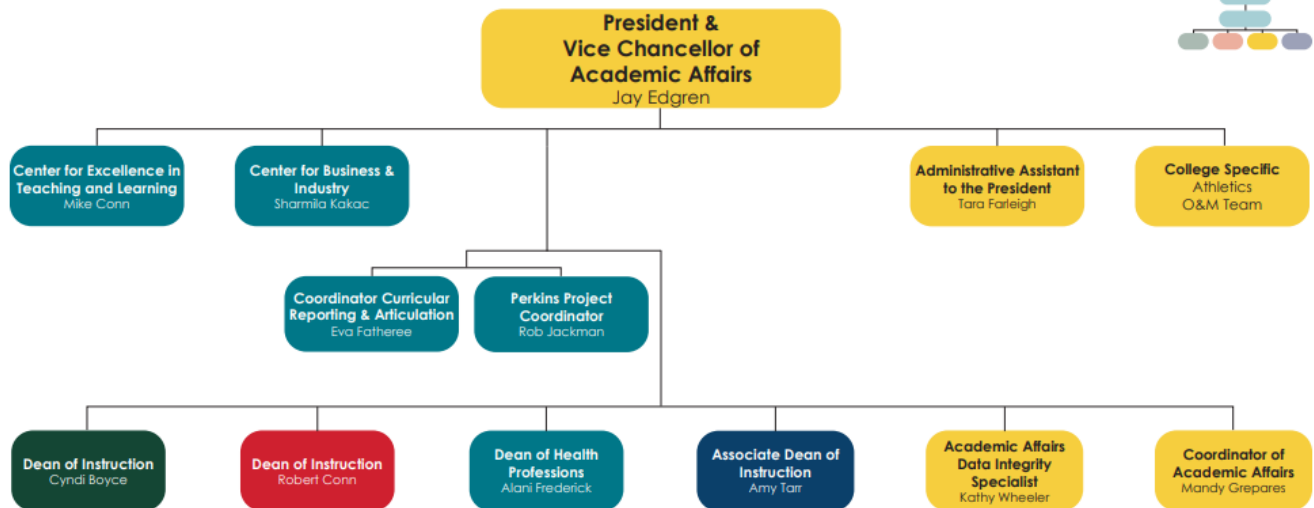 President &
Vice Chancellor of
Academic Affairs
Jay Edgren
Center for Excellence in
Teaching and Learning
Mike Conn
Center for Business &
Industry
Sharmila Kakac
Administrative Assistant
to the President
Tara Farleigh
College Specific
Athletics
O&M Team
Coordinator Curricular
Reporting & Articulation
Eva Fatheree
Perkins Project
Coordinator
Rob Jackman
Dean of Instruction
Cyndi Boyce
Dean of Instruction
Robert Conn
Dean of Health
Professions
Alani Frederick
Associate Dean of
Instruction
Amy Tarr
Academic Affairs
Data Integrity
Specialist
Kathy Wheeler
Coordinator of
Academic Affairs
Mandy Grepares